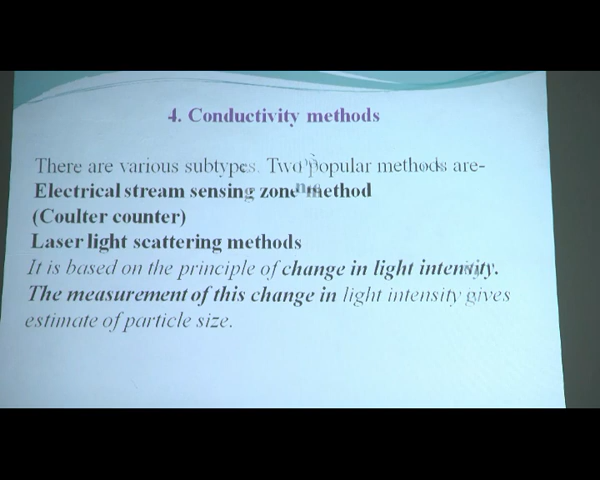 4. Conductivity methods
There are various subtypes. Two popular methods are-
Electrical stream sensing zone method
(Coulter counter)
Laser light scattering methods
It is based on the principle of change in light intensity.
The measurement of this change in light intensity gives
estimate of particle size.